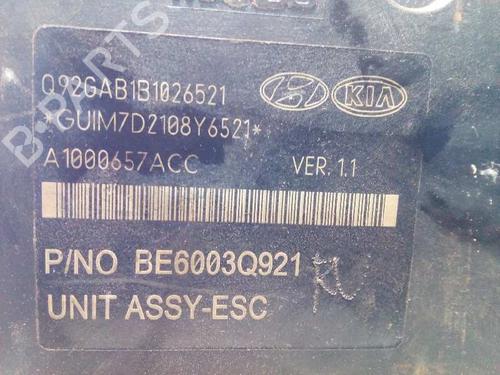 Q92GAB1B1026521
*GUIM7D2108Y6521*
KIA
A1000657ACC VER. 1.1
P/NO BE6003Q921
UNIT ASSY-ESC
B-PARTS